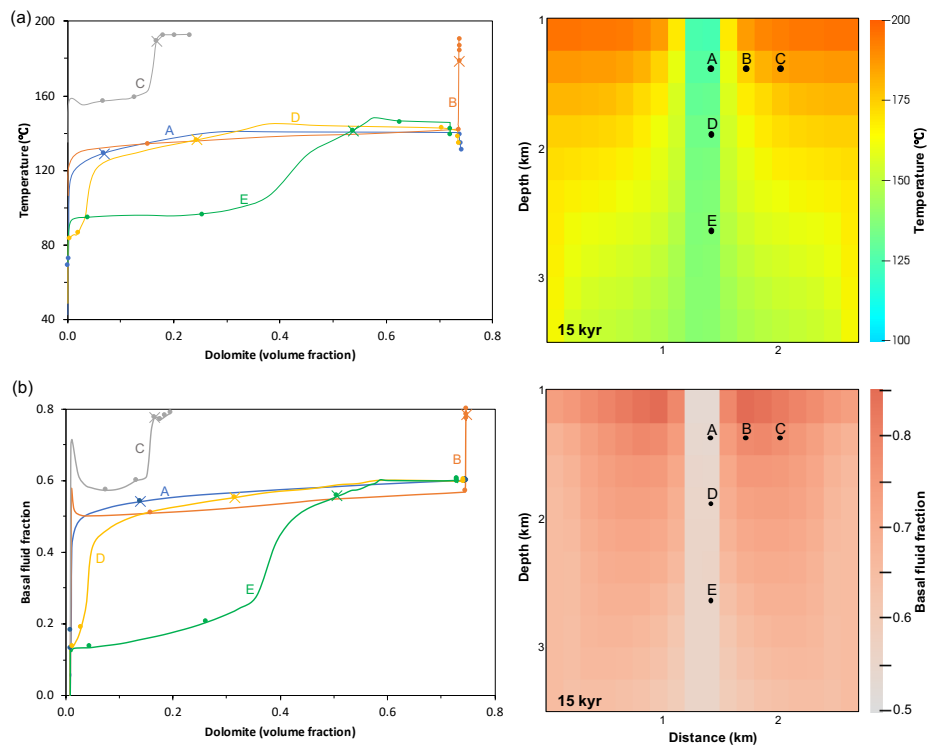 (a)
Temperature (ºC)
200
160
120
80
40
0.0
0.2
0.4
0.6
0.8
Dolomite (volume fraction)
C
A
D
B
E
Depth (km)
1
2
3
A
B
C
D
E
15 kyr
1
2
200
175
150
125
100
Temperature (ºC)
(b)
Basal fluid fraction
0.8
0.6
0.4
0.2
0.0
0.0
0.2
0.4
0.6
0.8
Dolomite (volume fraction)
C
A
B
D
E
Depth (km)
1
2
3
A
B
C
D
E
15 kyr
1
2
Distance (km)
0.8
0.7
0.6
0.5
Basal fluid fraction